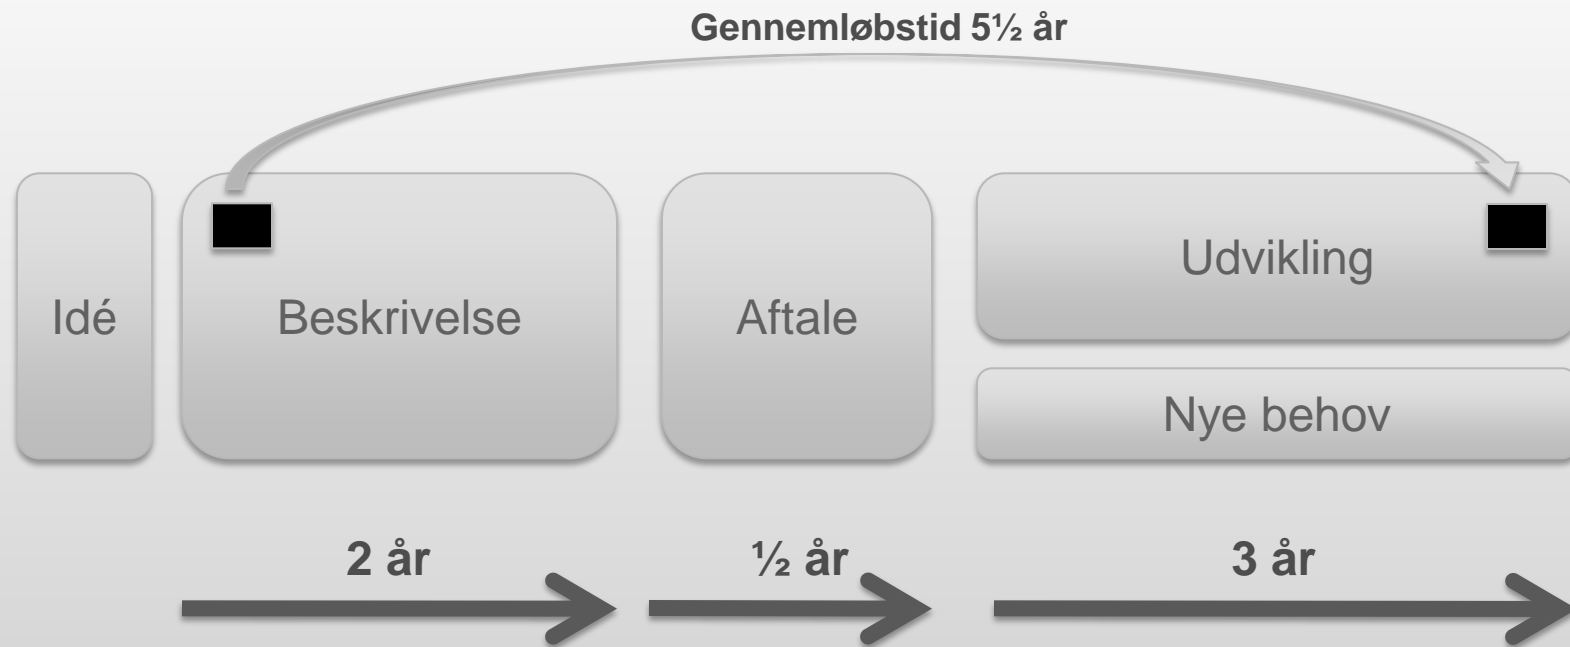 Gennemløbstid 5½ år
Idé
Beskrivelse
Aftale
Udvikling
Nye behov
2 år
½ år
3 år